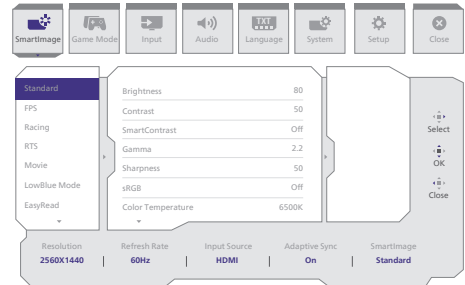 SmartImage
Game Mode
Input
Audio
TXT
Language
System
Setup
Close
Standard
FPS
Racing
RTS
Movie
LowBlue Mode
EasyRead
Brightness 80
Contrast 50
SmartContrast Off
Gamma 2.2
Sharpness 50
sRGB Off
Color Temperature 6500K
Select
OK
Close
Resolution Refresh Rate Input Source Adaptive Sync SmartImage
2560X1440 60Hz HDMI On Standard